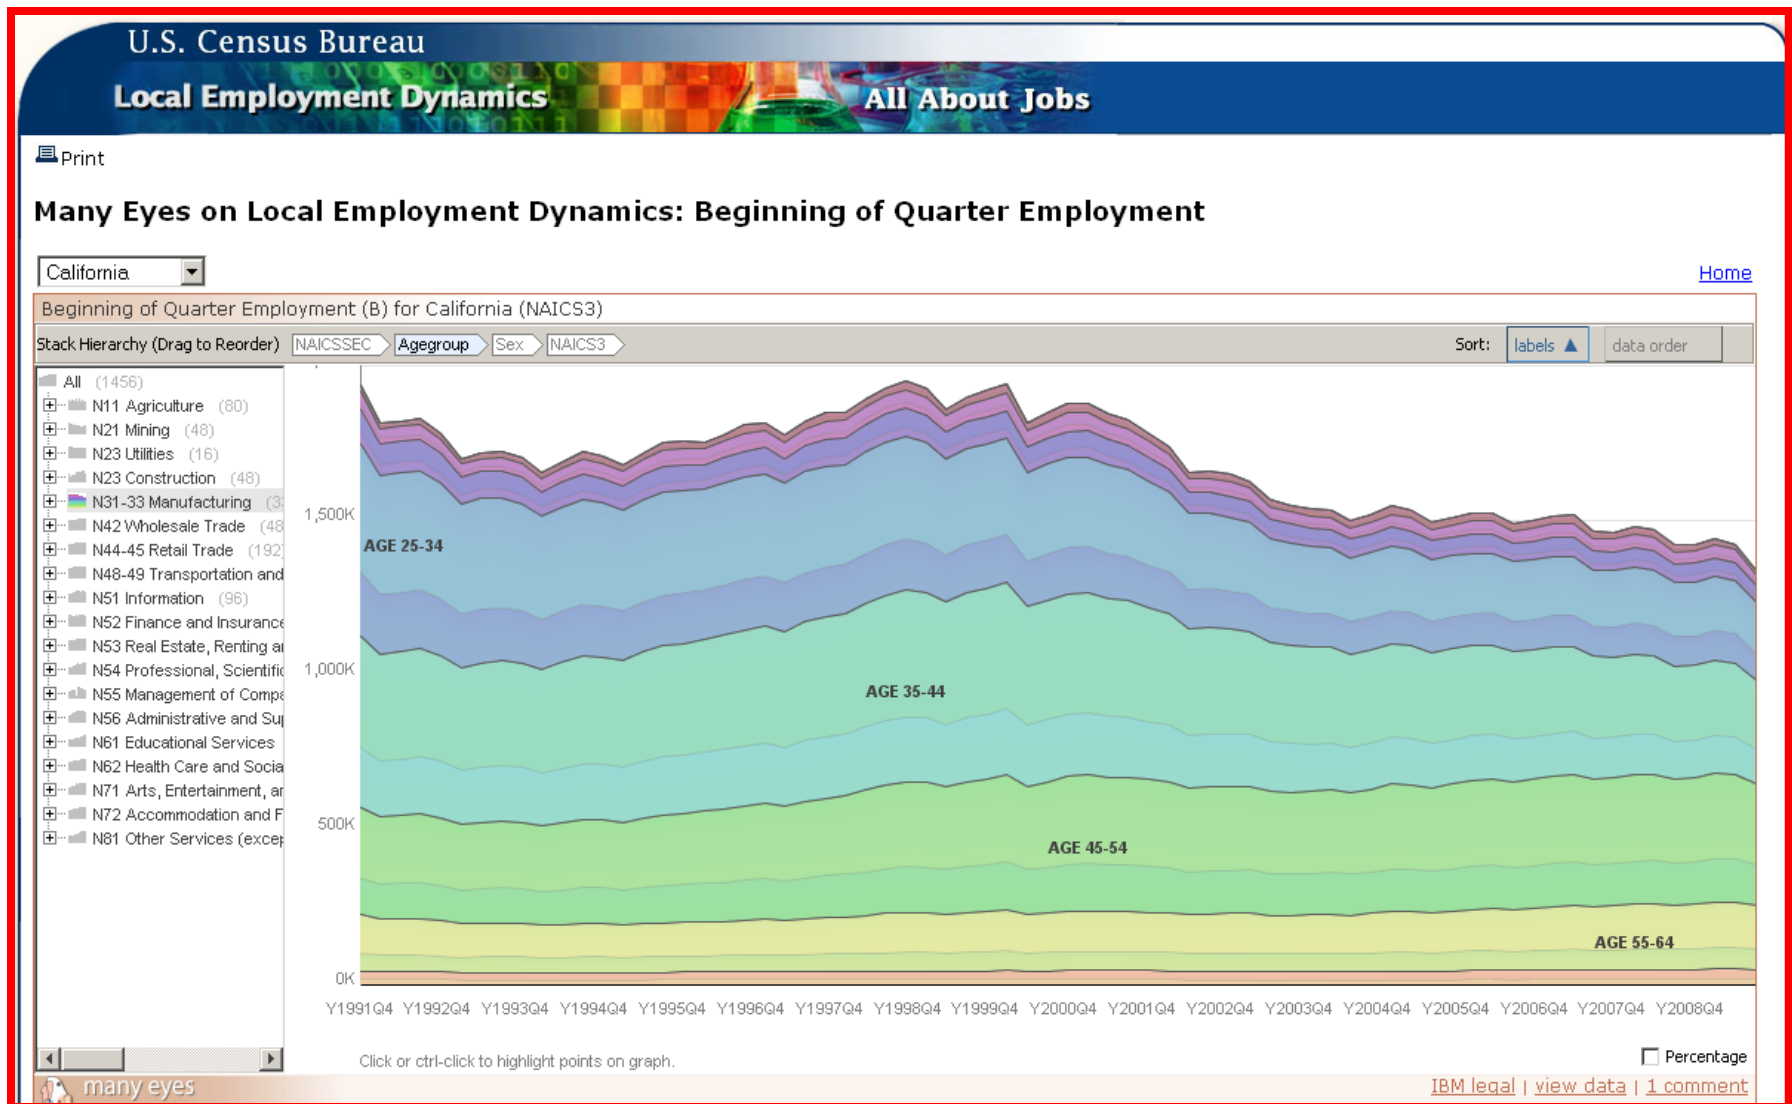 U.S. Census Bureau
Local Employment Dynamics All About Jobs
Print
Many Eyes on Local Employment Dynamics: Beginning of Quarter Employment
California Home
Beginning of Quarter Employment (B) for California (NAICS3)
Stack Hierarchy (Drag to Reorder) NAICSSEC Agegroup Sex NAICS3 Sort: labels ▲ data order
All (1456)
N11 Agriculture (80)
N21 Mining (48)
N23 Utilities (16)
N23 Construction (48)
N31-33 Manufacturing (3
N42 Wholesale Trade (48
N44-45 Retail Trade (192
N48-49 Transportation and
N51 Information (96)
N52 Finance and Insurance
N53 Real Estate, Renting a
N54 Professional, Scientific
N55 Management of Compa
N56 Administrative and Su
N61 Educational Services
N62 Health Care and Socia
N71 Arts, Entertainment, a
N72 Accommodation and F
N81 Other Services (excep
1,500K
1,000K
500K
0K
AGE 25-34
AGE 35-44
AGE 45-54
AGE 55-64
Y1991Q4 Y1992Q4 Y1993Q4 Y1994Q4 Y1995Q4 Y1996Q4 Y1997Q4 Y1998Q4 Y1999Q4 Y2000Q4 Y2001Q4 Y2002Q4 Y2003Q4 Y2004Q4 Y2005Q4 Y2006Q4 Y2007Q4 Y2008Q4
Click or ctrl-click to highlight points on graph. Percentage
many eyes IBM legal | view data | 1 comment